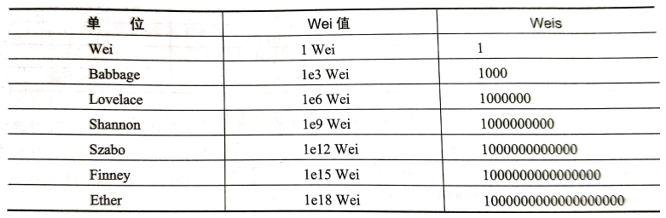 单 位 Wei 值 Weis
Wei 1 Wei 1
Babbage 1e3 Wei 1000
Lovelace 1e6 Wei 1000000
Shannon 1e9 Wei 1000000000
Szabo 1e12 Wei 1000000000000
Finney 1e15 Wei 1000000000000000
Ether 1e18 Wei 1000000000000000000